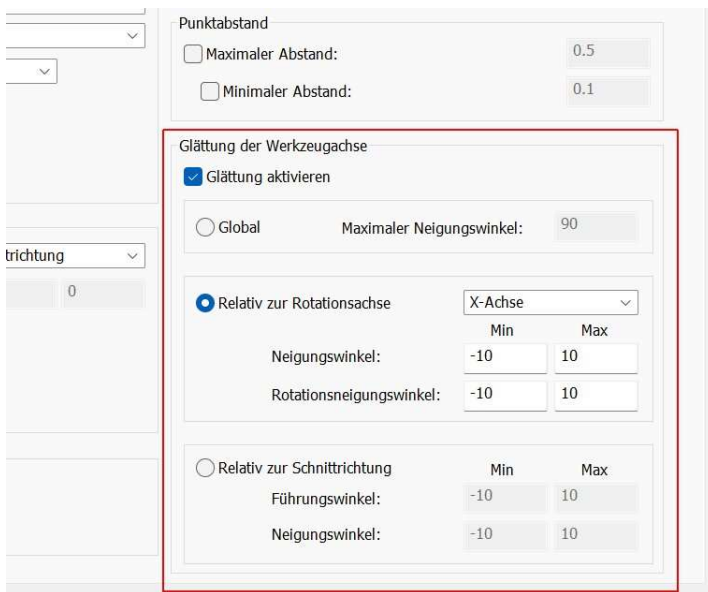 Punktabstand
Maximaler Abstand: 0.5
Minimaler Abstand: 0.1
Glättung der Werkzeugachse
Glättung aktivieren
Global Maximaler Neigungswinkel: 90
trichtung
0
Relativ zur Rotationsachse X-Achse
Min Max
Neigungswinkel: -10 10
Rotationsneigungswinkel: -10 10
Relativ zur Schnittrichtung Min Max
Führungswinkel: -10 10
Neigungswinkel: -10 10